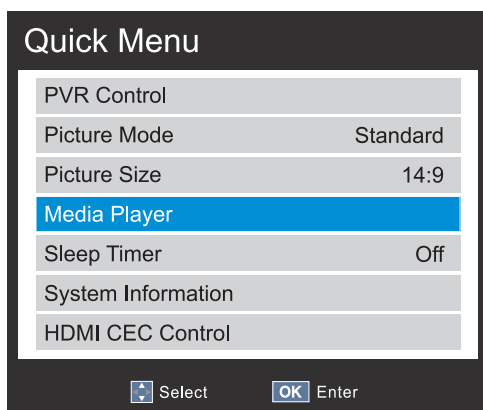 Quick Menu
PVR Control
Picture Mode Standard
Picture Size 14:9
Media Player
Sleep Timer Off
System Information
HDMI CEC Control
Select OK Enter